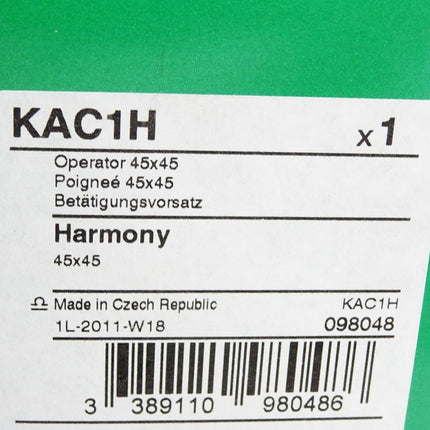 KAC1H x 1
Operator 45x45
Poigneé 45x45
Betätigungsvorsatz
Harmony
45x45
Made in Czech Republic KAC1H
1L-2011-W18 098048
3 389110 980486